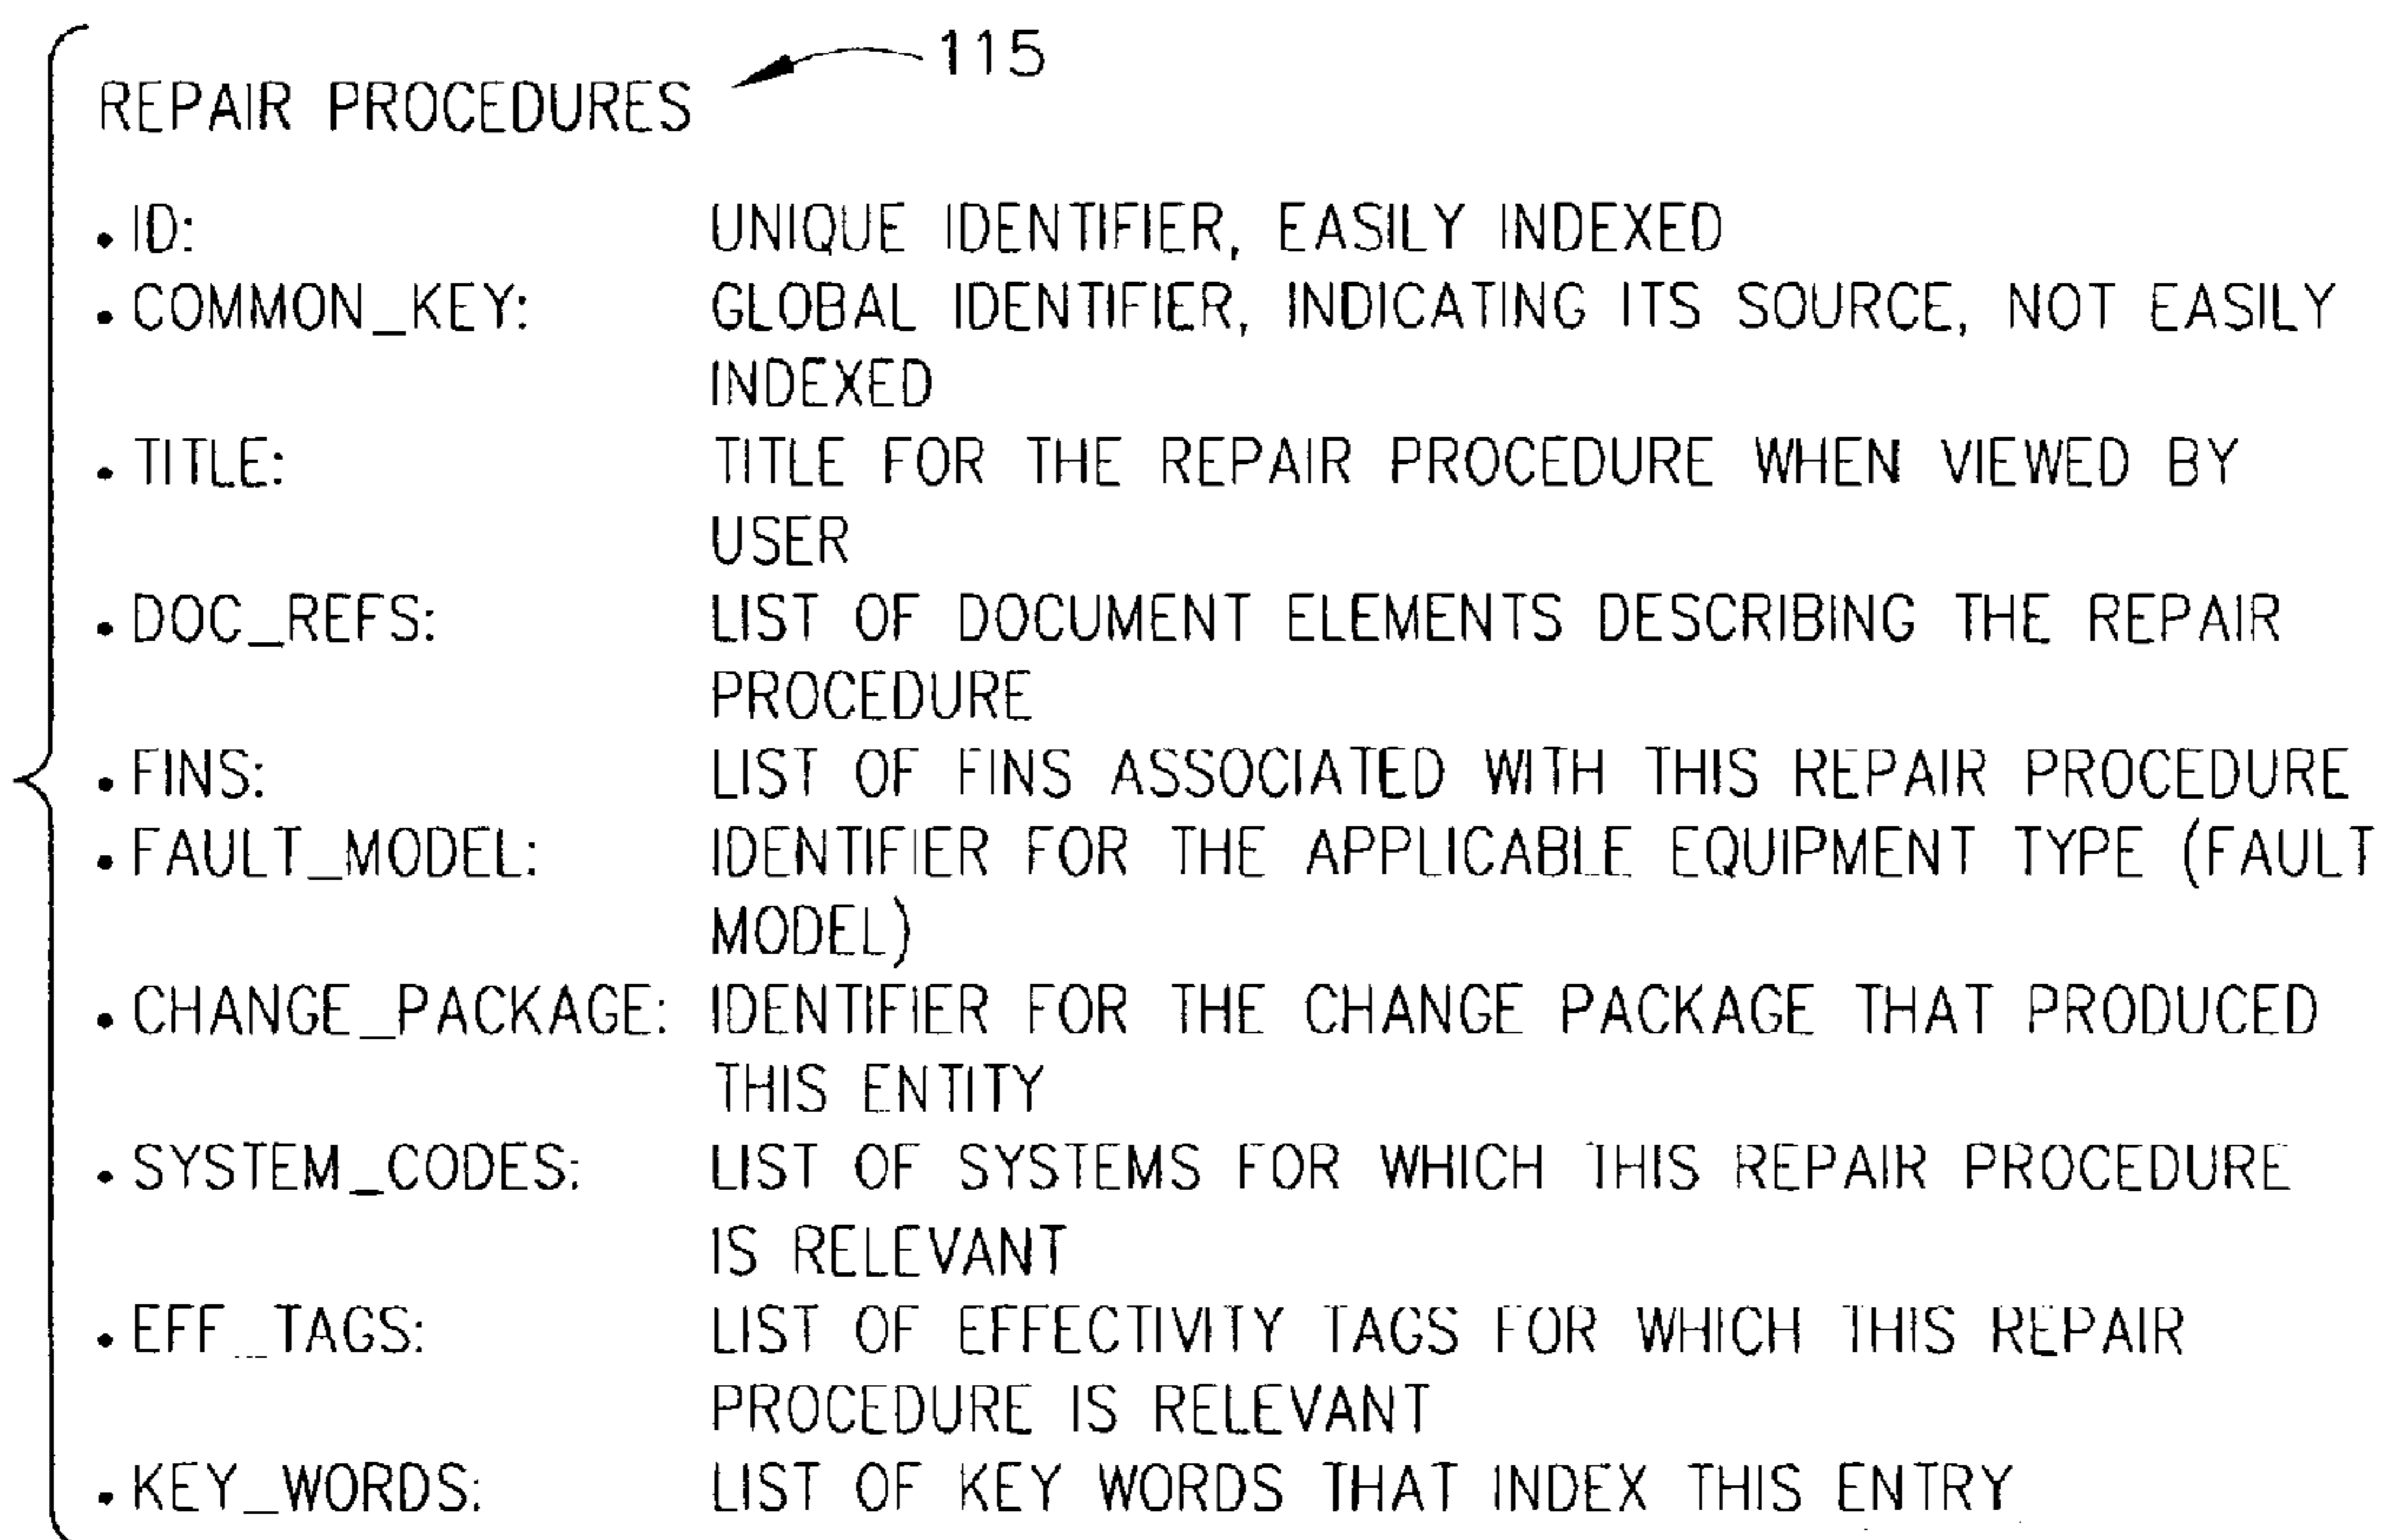 115
REPAIR PROCEDURES
• ID: UNIQUE IDENTIFIER, EASILY INDEXED
• COMMON_KEY: GLOBAL IDENTIFIER, INDICATING ITS SOURCE, NOT EASILY
INDEXED
• TITLE: TITLE FOR THE REPAIR PROCEDURE WHEN VIEWED BY
USER
• DOC_REFS: LIST OF DOCUMENT ELEMENTS DESCRIBING THE REPAIR
PROCEDURE
• FINS: LIST OF FINS ASSOCIATED WITH THIS REPAIR PROCEDURE
• FAULT_MODEL: IDENTIFIER FOR THE APPLICABLE EQUIPMENT TYPE (FAULT
MODEL)
• CHANGE_PACKAGE: IDENTIFIER FOR THE CHANGE PACKAGE THAT PRODUCED
THIS ENTITY
• SYSTEM_CODES: LIST OF SYSTEMS FOR WHICH THIS REPAIR PROCEDURE
IS RELEVANT
• EFF_TAGS: LIST OF EFFECTIVITY TAGS FOR WHICH THIS REPAIR
PROCEDURE IS RELEVANT
• KEY_WORDS: LIST OF KEY WORDS THAT INDEX THIS ENTRY